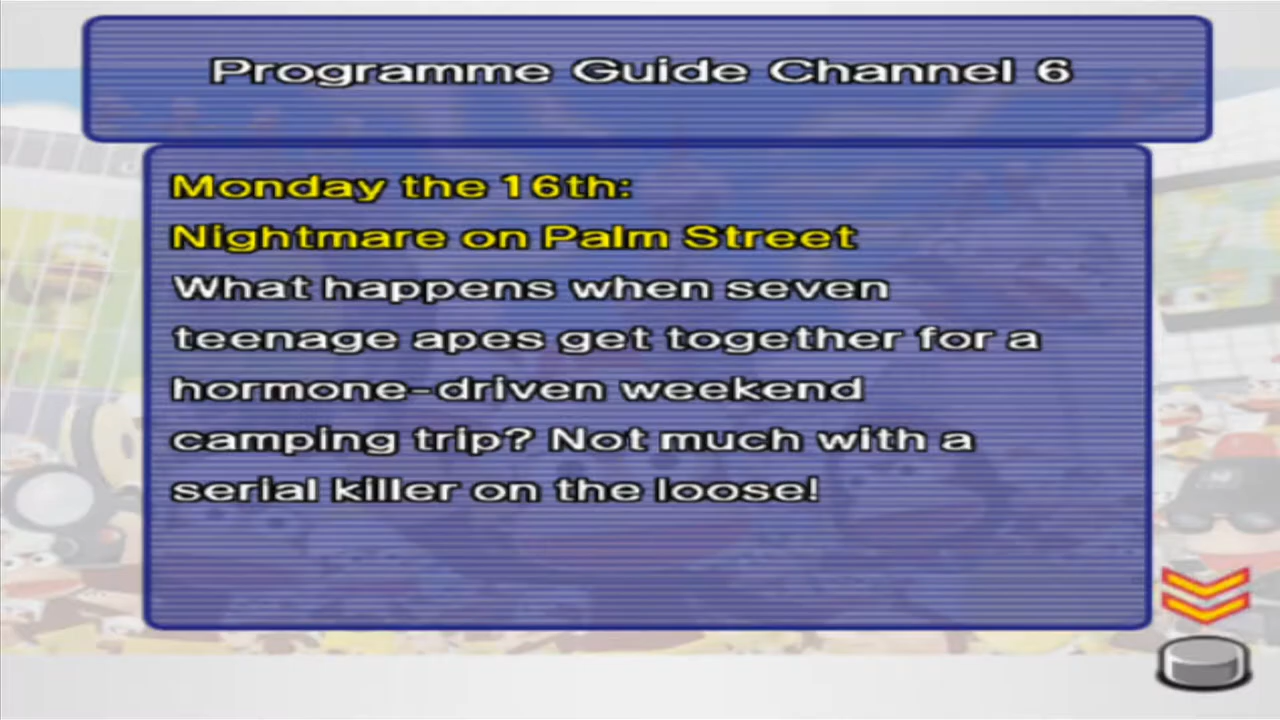 Programme Guide Channel 6
Monday the 16th:
Nightmare on Palm Street
What happens when seven
teenage apes get together for a
hormone-driven weekend
camping trip? Not much with a
serial killer on the loose!